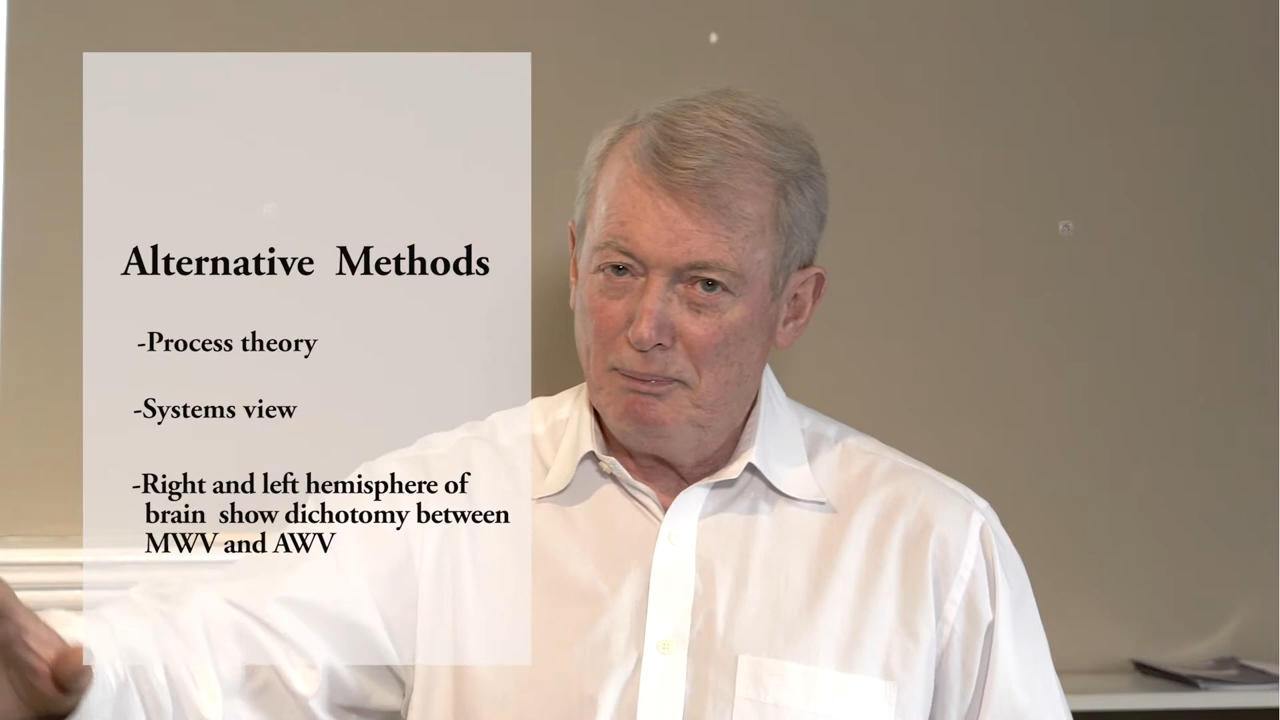 Alternative Methods
-Process theory
-Systems view
-Right and left hemisphere of
brain show dichotomy between
MWV and AWV